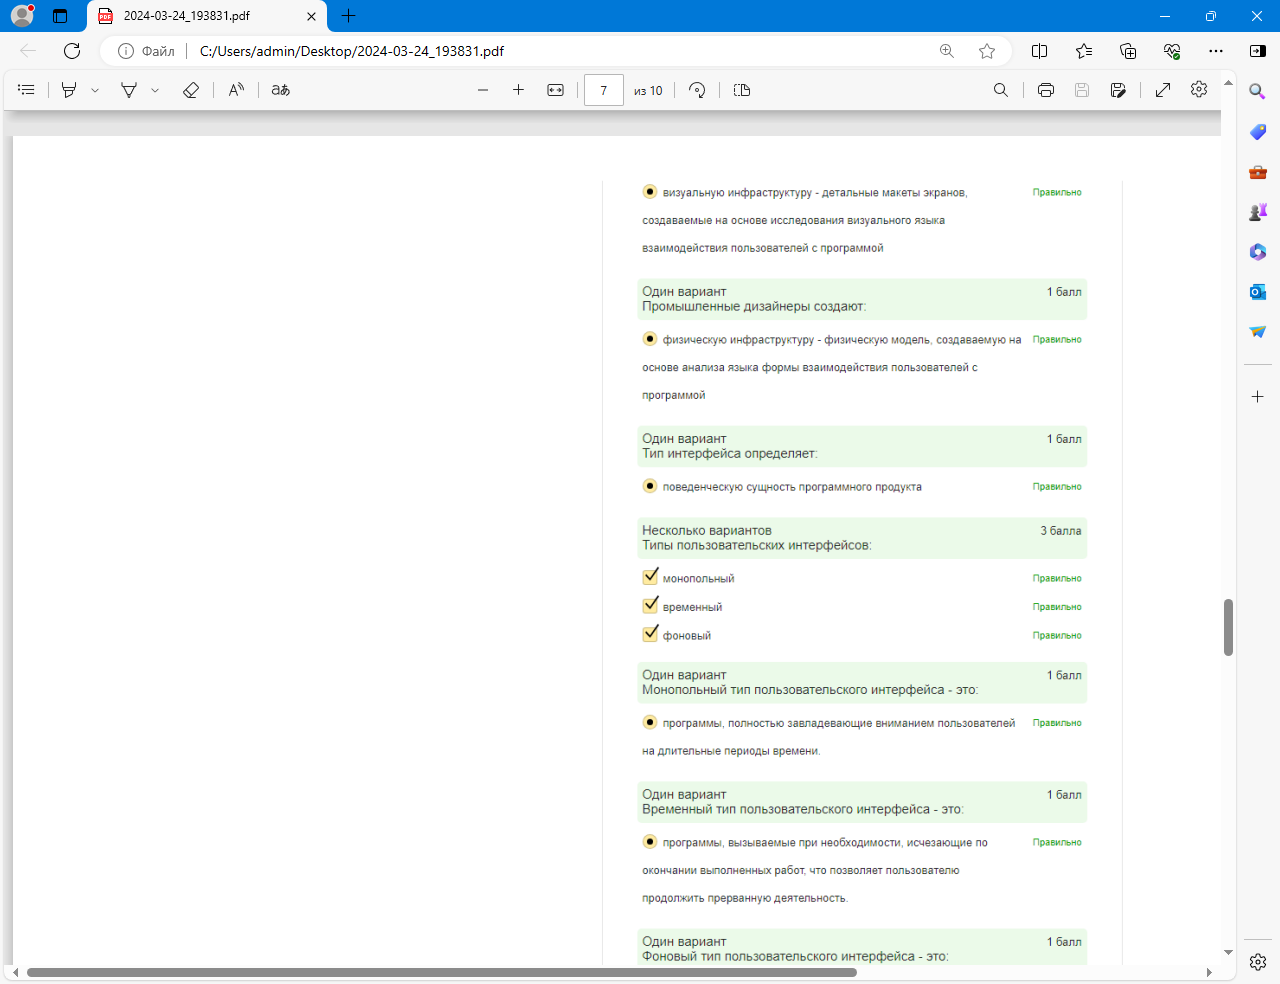 2024-03-24_193831.pdf
Файл
C:/Users/admin/Desktop/2024-03-24_193831.pdf
7
из 10
визуальную инфраструктуру - детальные макеты экранов,
Правильно
создаваемые на основе исследования визуального языка
взаимодействия пользователей с программой
Один вариант
1 балл
Промышленные дизайнеры создают:
физическую инфраструктуру - физическую модель, создаваемую на
Правильно
основе анализа языка формы взаимодействия пользователей с
программой
Один вариант
1 балл
Тип интерфейса определяет:
поведенческую сущность программного продукта
Правильно
Несколько вариантов
3 балла
Типы пользовательских интерфейсов:
монопольный
Правильно
временный
Правильно
фоновый
Правильно
Один вариант
1 балл
Монопольный тип пользовательского интерфейса - это:
программы, полностью завладевающие вниманием пользователей
Правильно
на длительные периоды времени.
Один вариант
1 балл
Временный тип пользовательского интерфейса - это:
программы, вызываемые при необходимости, исчезающие по
Правильно
окончании выполненных работ, что позволяет пользователю
продолжить прерванную деятельность.
Один вариант
1 балл
Фоновый тип пользовательского интерфейса - это: